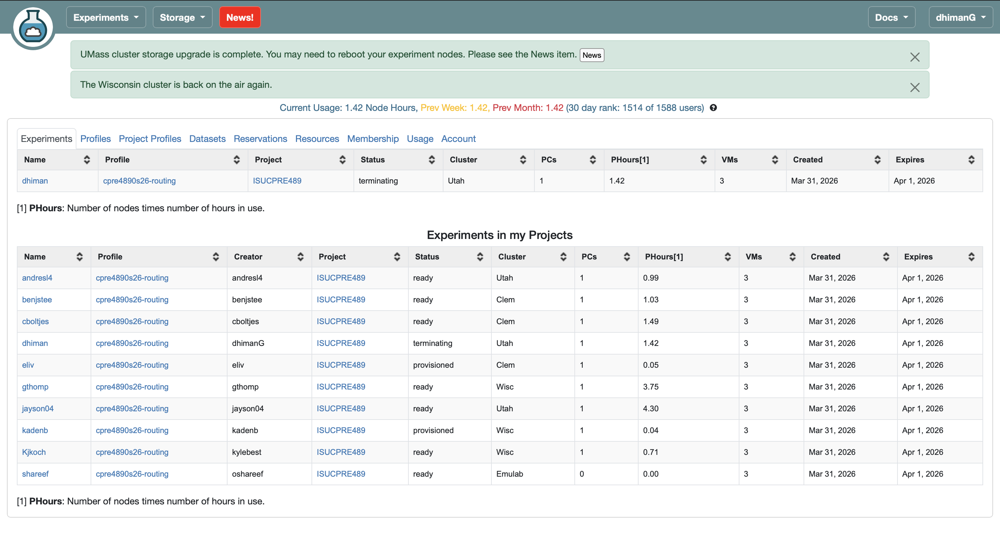 Experiments Storage News! Docs dhimanG
UMass cluster storage upgrade is complete. You may need to reboot your experiment nodes. Please see the News item. News
The Wisconsin cluster is back on the air again.
Current Usage: 1.42 Node Hours, Prev Week: 1.42, Prev Month: 1.42 (30 day rank: 1514 of 1588 users)
Experiments Profiles Project Profiles Datasets Reservations Resources Membership Usage Account
Name Profile Project Status Cluster PCs PHours[1] VMs Created Expires
dhiman cpre4890s26-routing ISUCPRE489 terminating Utah 1 1.42 3 Mar 31, 2026 Apr 1, 2026
[1] PHours: Number of nodes times number of hours in use.
Experiments in my Projects
Name Profile Creator Project Status Cluster PCs PHours[1] VMs Created Expires
andresl4 cpre4890s26-routing andresl4 ISUCPRE489 ready Utah 1 0.99 3 Mar 31, 2026 Apr 1, 2026
benjstee cpre4890s26-routing benjstee ISUCPRE489 ready Clem 1 1.03 3 Mar 31, 2026 Apr 1, 2026
cboltjes cpre4890s26-routing cboltjes ISUCPRE489 ready Clem 1 1.49 3 Mar 31, 2026 Apr 1, 2026
dhiman cpre4890s26-routing dhimanG ISUCPRE489 terminating Utah 1 1.42 3 Mar 31, 2026 Apr 1, 2026
eliv cpre4890s26-routing eliv ISUCPRE489 provisioned Clem 1 0.05 3 Mar 31, 2026 Apr 1, 2026
gthomp cpre4890s26-routing gthomp ISUCPRE489 ready Wisc 1 3.75 3 Mar 31, 2026 Apr 1, 2026
jayson04 cpre4890s26-routing jayson04 ISUCPRE489 ready Utah 1 4.30 3 Mar 31, 2026 Apr 1, 2026
kadenb cpre4890s26-routing kadenb ISUCPRE489 provisioned Wisc 1 0.04 3 Mar 31, 2026 Apr 1, 2026
Kjkoch cpre4890s26-routing kylebest ISUCPRE489 ready Wisc 1 0.71 3 Mar 31, 2026 Apr 1, 2026
shareef cpre4890s26-routing oshareef ISUCPRE489 ready Emulab 0 0.00 3 Mar 31, 2026 Apr 1, 2026
[1] PHours: Number of nodes times number of hours in use.